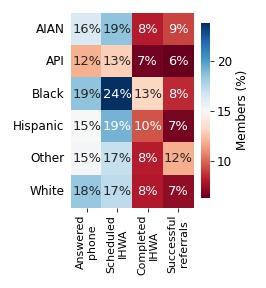 AIAN 16% 19% 8% 9%
API 12% 13% 7% 6%
Black 19% 24% 13% 8%
Hispanic 15% 19% 10% 7%
Other 15% 17% 8% 12%
White 18% 17% 8% 7%
Answered
phone
Scheduled
IHWA
Completed
IHWA
Successful
referrals
20
15
10
Members (%)